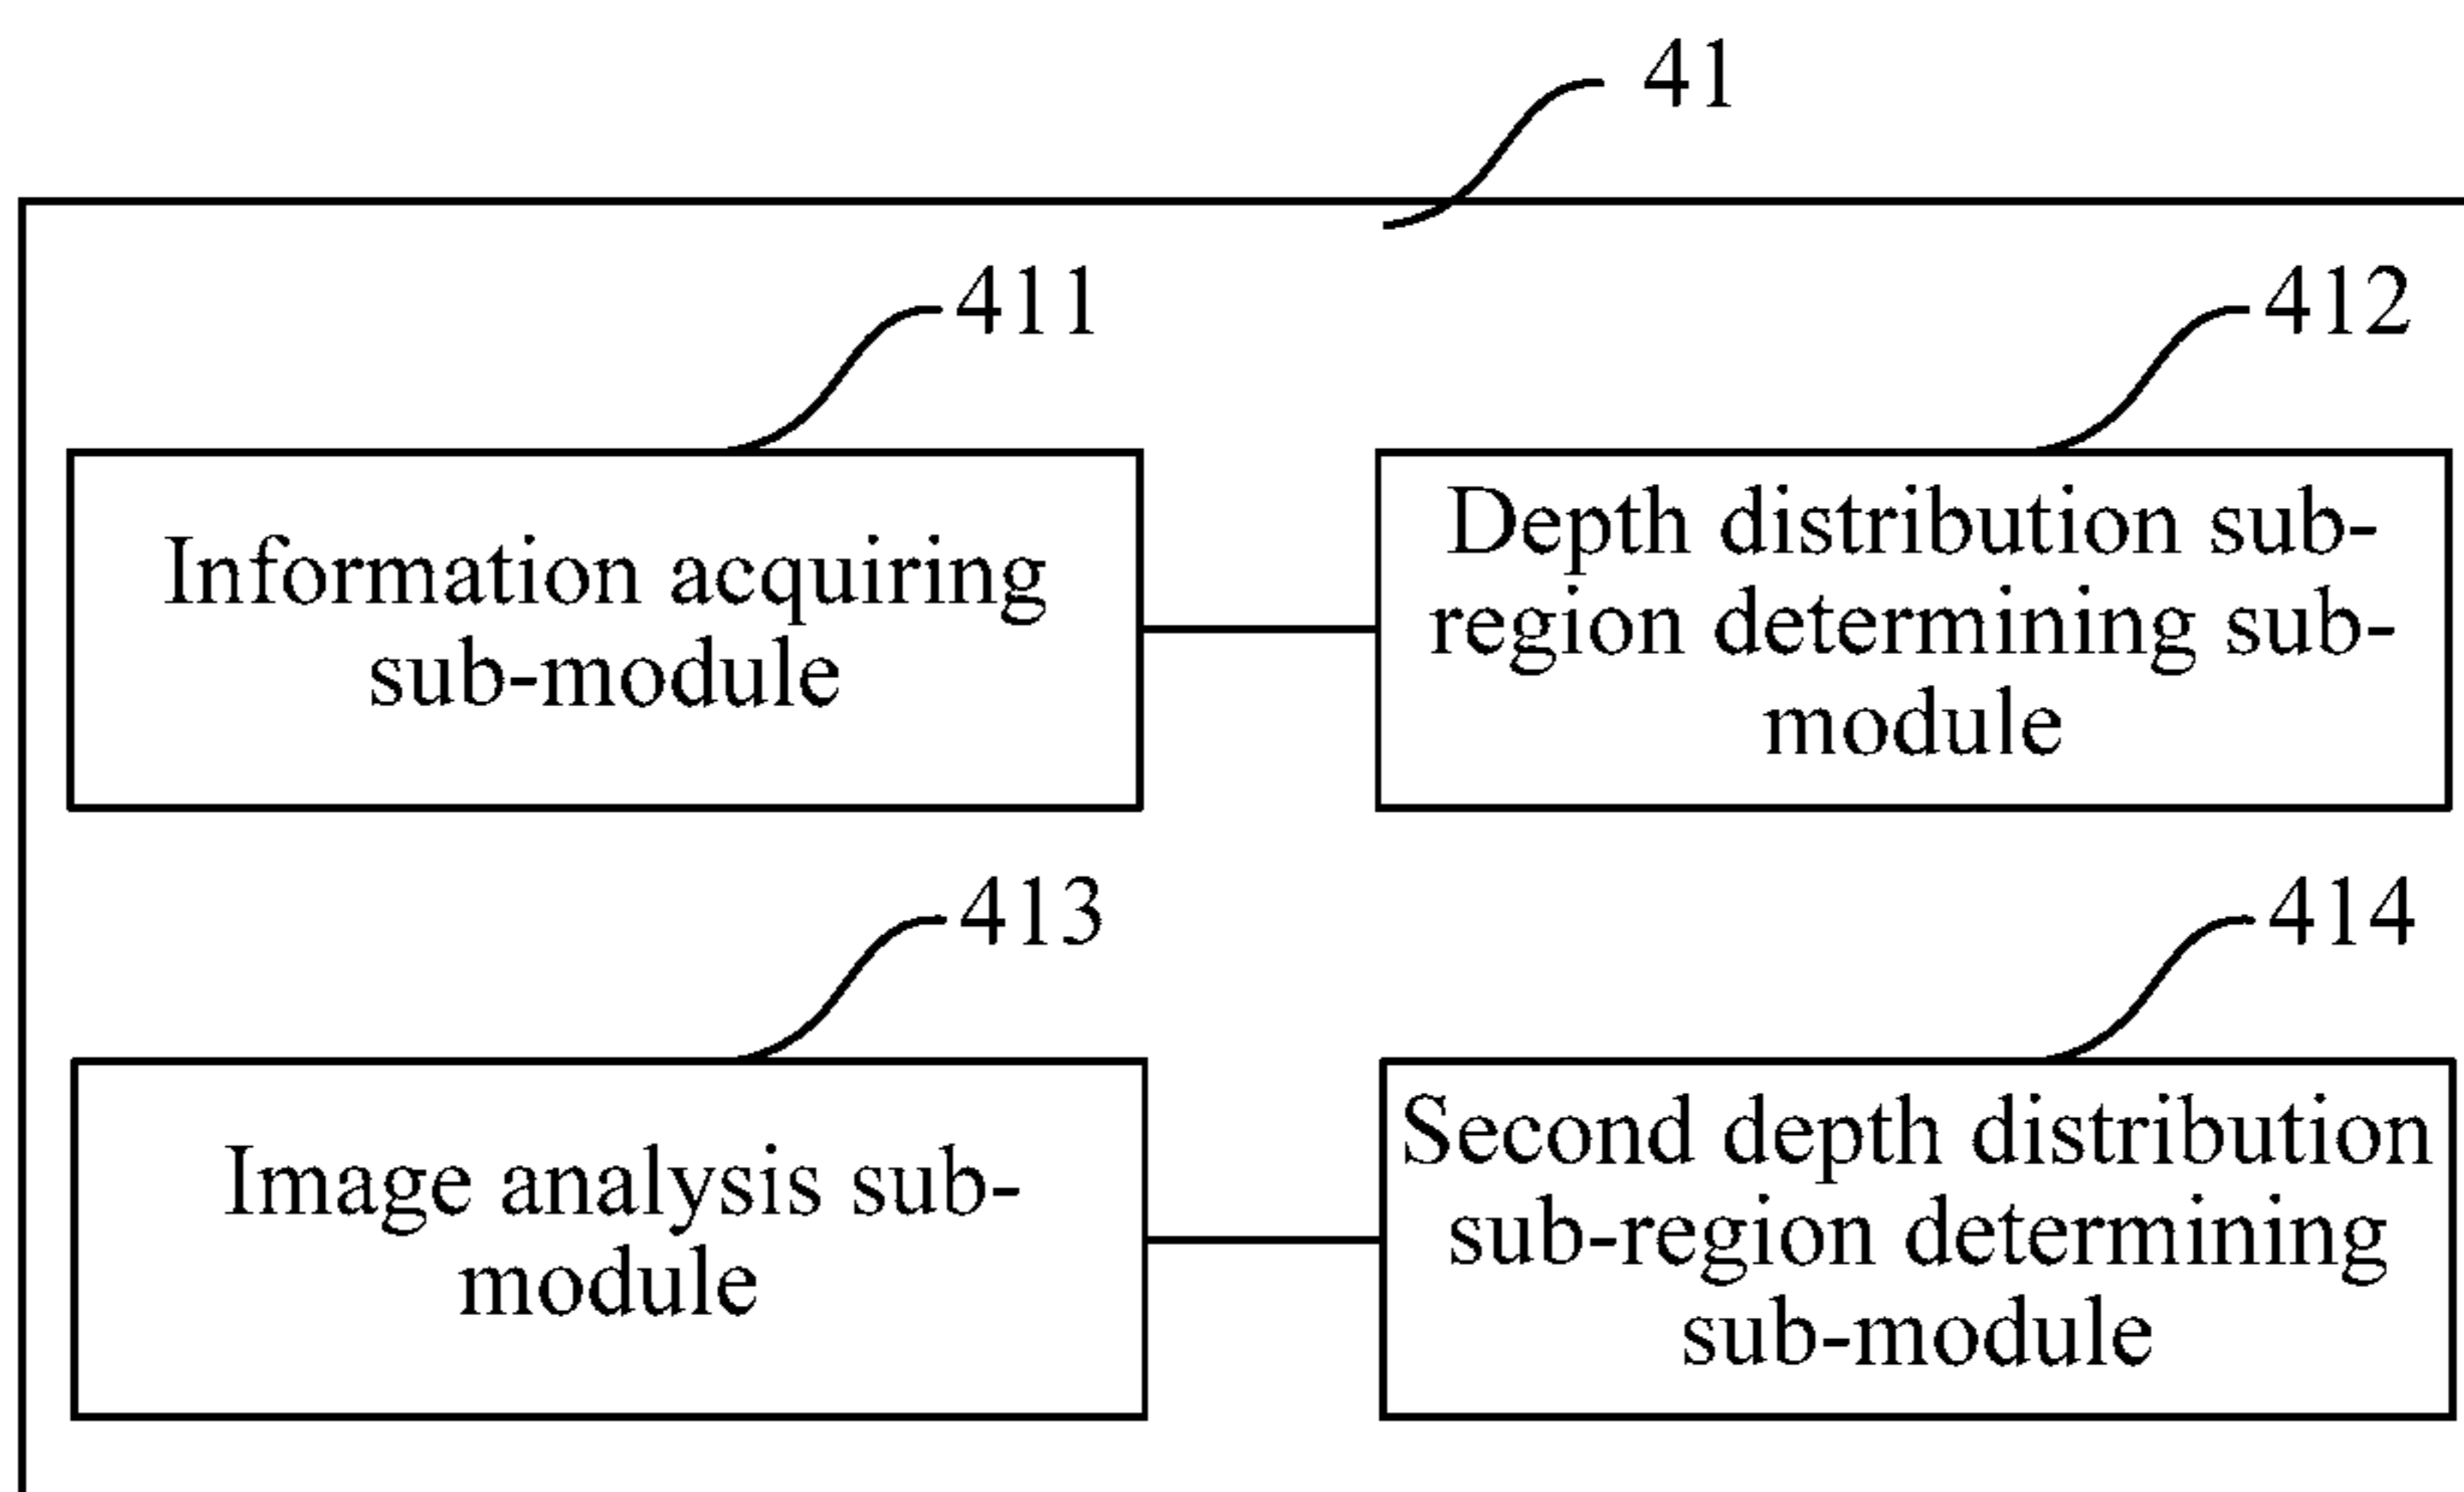 41
411
412
Information acquiring
sub-module
Depth distribution sub-
region determining sub-
module
413
414
Image analysis sub-
module
Second depth distribution
sub-region determining
sub-module